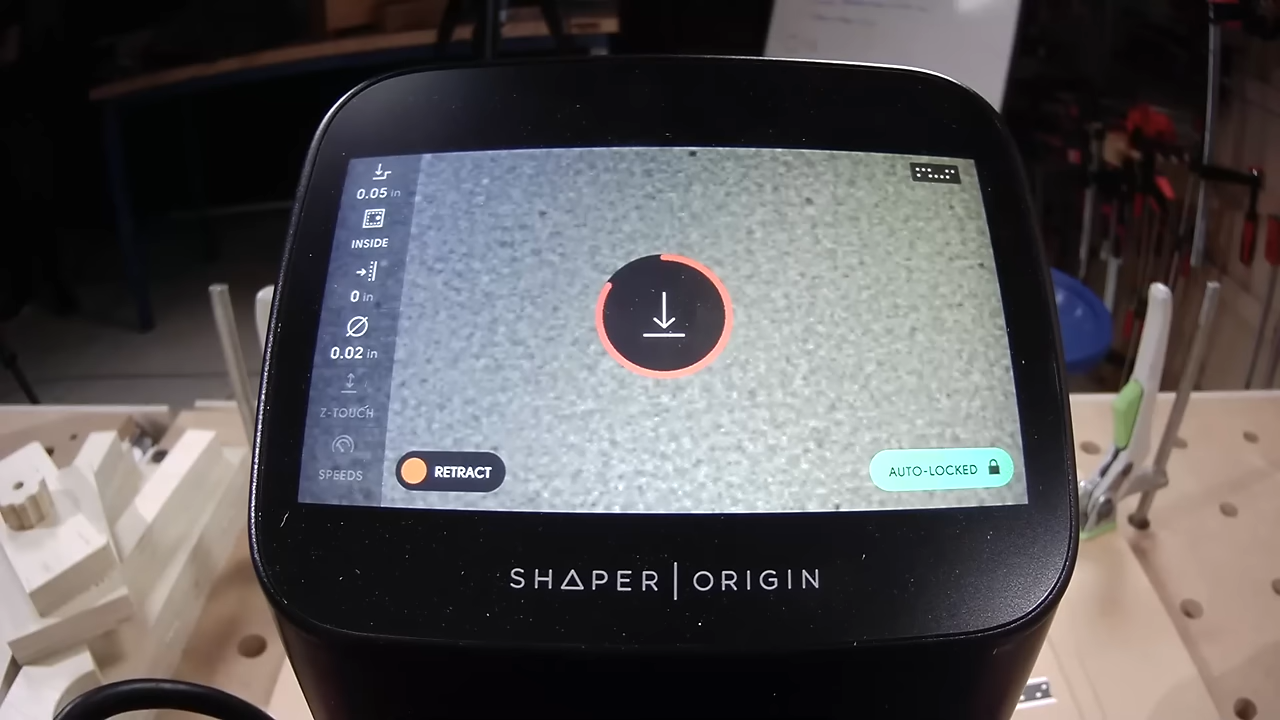 0.05 in
INSIDE
0 in
0.02 in
Z-TOUCH
SPEEDS
RETRACT
AUTO-LOCKED
SHAPER | ORIGIN